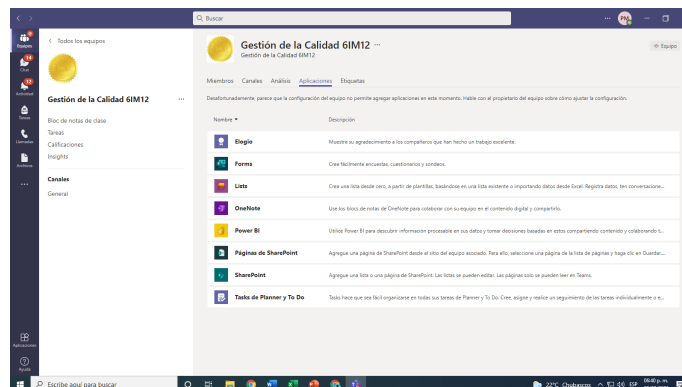 Buscar
PM
Equipos
Chat
14
Actividad
12
Tareas
Llamadas
Archivos
Aplicaciones
Ayuda
Todos los equipos
Gestión de la Calidad 6IM12
Bloc de notas de clase
Tareas
Calificaciones
Insights
Canales
General
Gestión de la Calidad 6IM12 ···
Gestión de la Calidad 6IM12
Equipo
Miembros Canales Análisis Aplicaciones Etiquetas
Desafortunadamente, parece que la configuración del equipo no permite agregar aplicaciones en este momento. Hable con el propietario del equipo sobre cómo ajustar la configuración.
Nombre Descripción
Elogio Muestre su agradecimiento a los compañeros que han hecho un trabajo excelente.
Forms Cree fácilmente encuestas, cuestionarios y sondeos.
Lists Crea una lista desde cero, a partir de plantillas, basándose en una lista existente o importando datos desde Excel. Registra datos, ten conversacione...
OneNote Use los blocs de notas de OneNote para colaborar con su equipo en el contenido digital y compartirlo.
Power BI Utilice Power BI para descubrir información procesable en sus datos y tomar decisiones basadas en estos compartiendo contenido y colaborando t...
Páginas de SharePoint Agregue una página de SharePoint desde el sitio del equipo asociado. Para ello, seleccione una página de la lista de páginas y haga clic en Guardar....
SharePoint Agregue una lista o una página de SharePoint. Las listas se pueden editar. Las páginas solo se pueden leer en Teams.
Tasks de Planner y To Do Tasks hace que sea fácil organizarse en todas sus tareas de Planner y To Do. Cree, asigne y realice un seguimiento de las tareas individualmente o e...
Escribe aquí para buscar
22°C Chubascos
ESP
06:40 p. m.